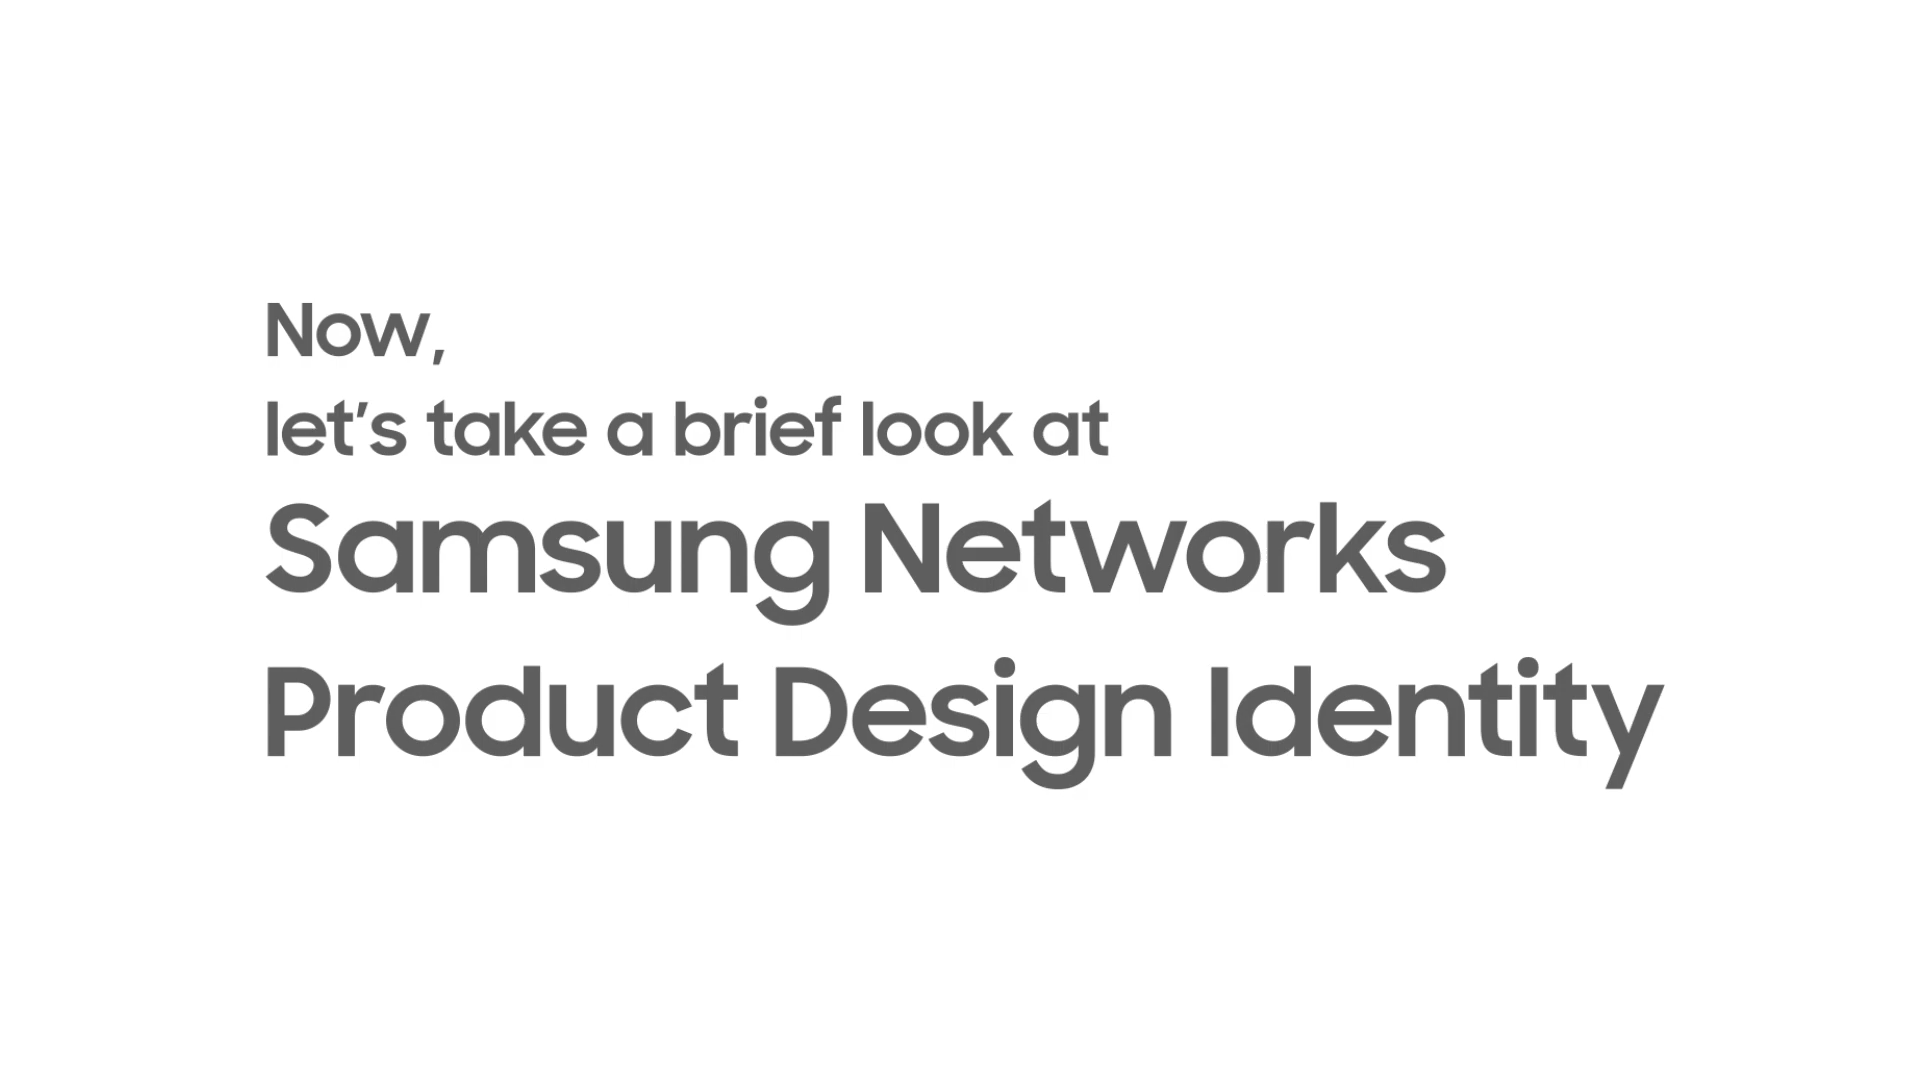 Now,
let's take a brief look at
Samsung Networks
Product Design Identity